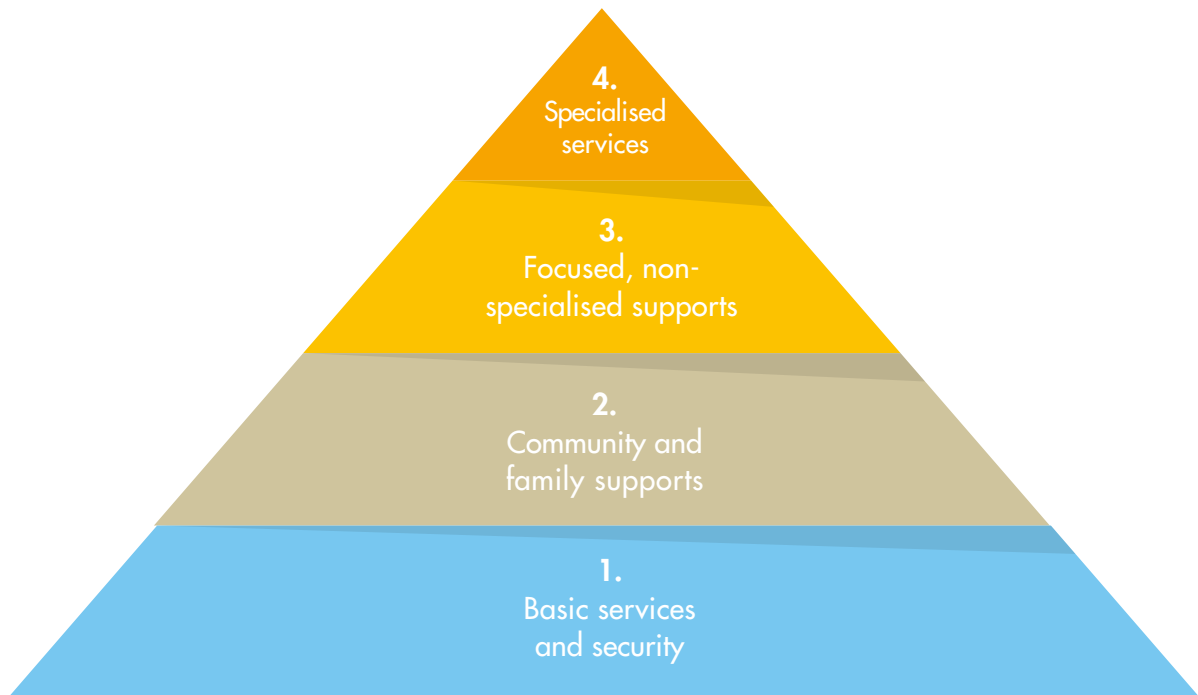 4.
Specialised
services
3.
Focused, non-
specialised supports
2.
Community and
family supports
1.
Basic services
and security